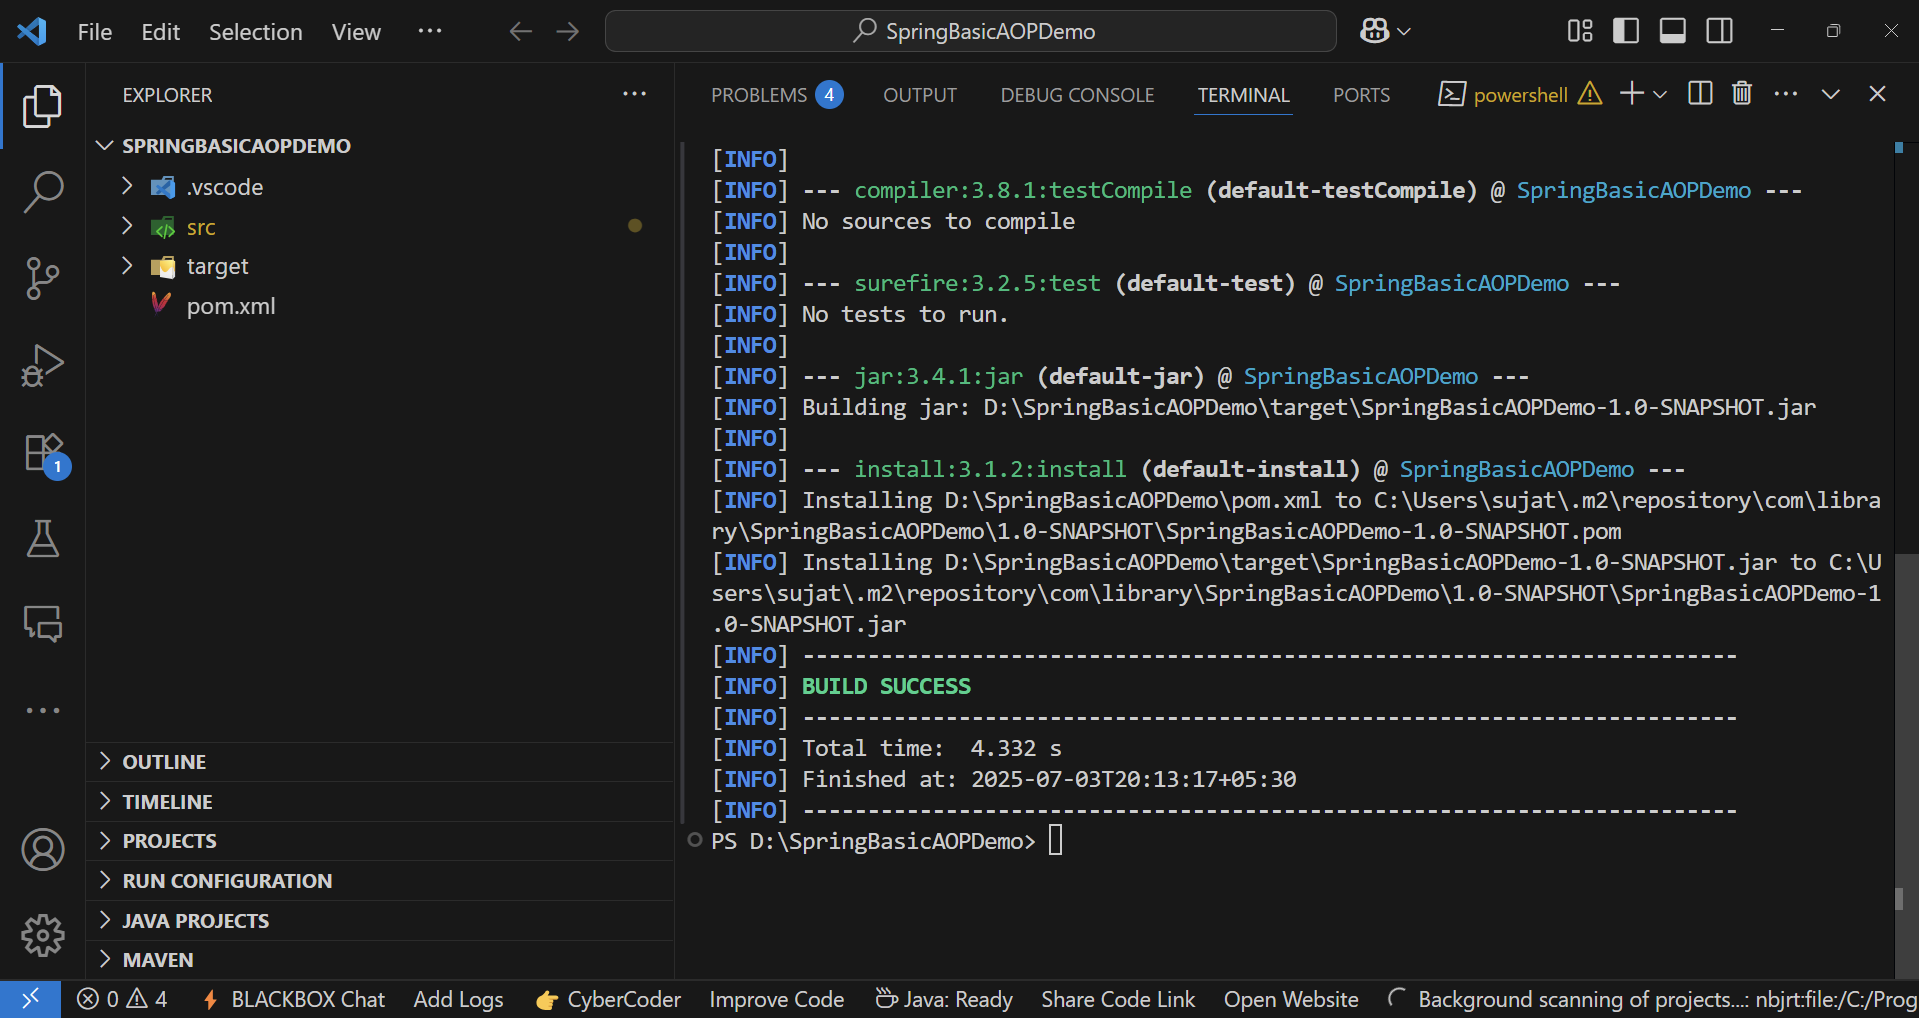 File Edit Selection View ··· SpringBasicAOPDemo
EXPLORER ···
SPRINGBASICAOPDEMO
.vscode
src
target
pom.xml
OUTLINE
TIMELINE
PROJECTS
RUN CONFIGURATION
JAVA PROJECTS
MAVEN
1
PROBLEMS 4 OUTPUT DEBUG CONSOLE TERMINAL PORTS powershell
[INFO]
[INFO] --- compiler:3.8.1:testCompile (default-testCompile) @ SpringBasicAOPDemo ---
[INFO] No sources to compile
[INFO]
[INFO] --- surefire:3.2.5:test (default-test) @ SpringBasicAOPDemo ---
[INFO] No tests to run.
[INFO]
[INFO] --- jar:3.4.1:jar (default-jar) @ SpringBasicAOPDemo ---
[INFO] Building jar: D:\SpringBasicAOPDemo\target\SpringBasicAOPDemo-1.0-SNAPSHOT.jar
[INFO]
[INFO] --- install:3.1.2:install (default-install) @ SpringBasicAOPDemo ---
[INFO] Installing D:\SpringBasicAOPDemo\pom.xml to C:\Users\sujat\.m2\repository\com\libra
ry\SpringBasicAOPDemo\1.0-SNAPSHOT\SpringBasicAOPDemo-1.0-SNAPSHOT.pom
[INFO] Installing D:\SpringBasicAOPDemo\target\SpringBasicAOPDemo-1.0-SNAPSHOT.jar to C:\U
sers\sujat\.m2\repository\com\library\SpringBasicAOPDemo\1.0-SNAPSHOT\SpringBasicAOPDemo-1
.0-SNAPSHOT.jar
[INFO] ------------------------------------------------------------------------
[INFO] BUILD SUCCESS
[INFO] ------------------------------------------------------------------------
[INFO] Total time:  4.332 s
[INFO] Finished at: 2025-07-03T20:13:17+05:30
[INFO] ------------------------------------------------------------------------
PS D:\SpringBasicAOPDemo>
0 4 BLACKBOX Chat Add Logs CyberCoder Improve Code Java: Ready Share Code Link Open Website Background scanning of projects...: nbjrt:file:/C:/Prog